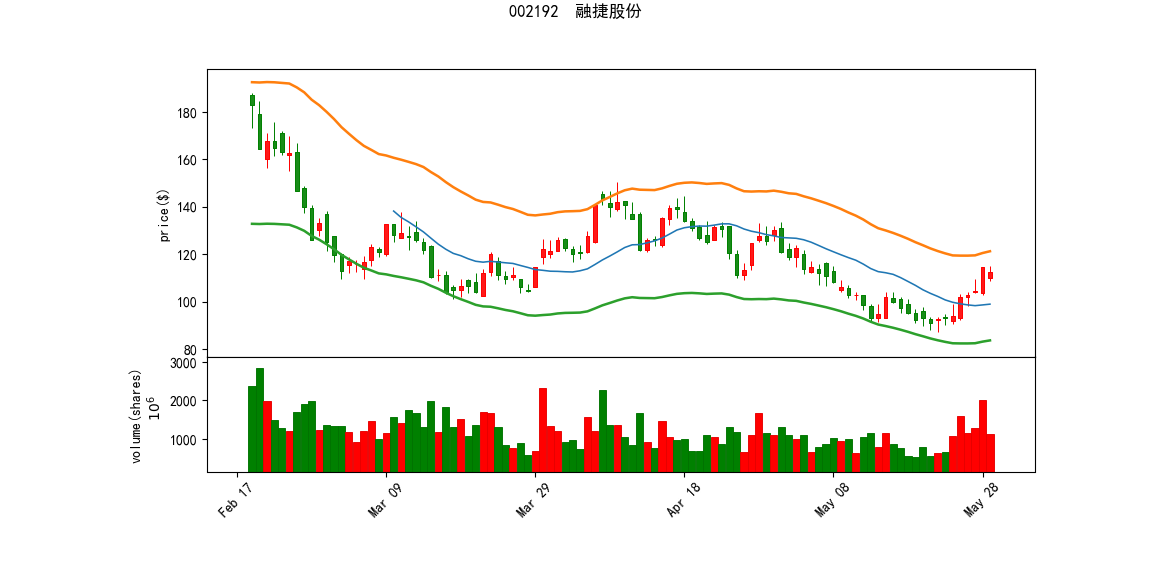 002192 融捷股份
price($)
180
160
140
120
100
80
volume(shares)
10^6
3000
2000
1000
Feb 17
Mar 09
Mar 29
Apr 18
May 08
May 28